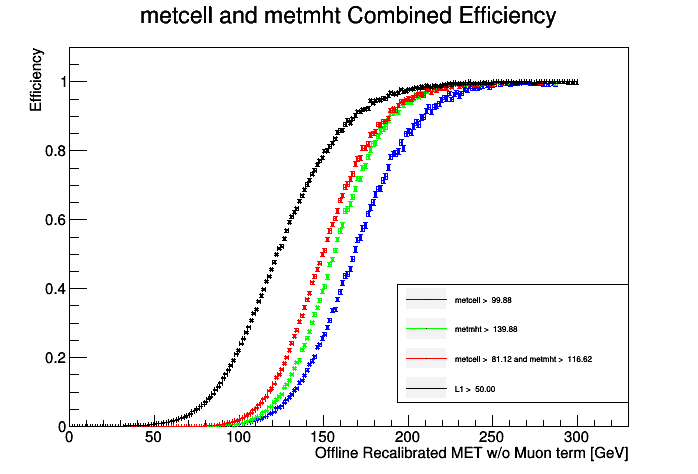 metcell and metmht Combined Efficiency
Efficiency
1
0.8
0.6
0.4
0.2
0
metcell > 99.88
metmht > 139.88
metcell > 81.12 and metmht > 116.62
L1 > 50.00
0 50 100 150 200 250 300
Offline Recalibrated MET w/o Muon term [GeV]